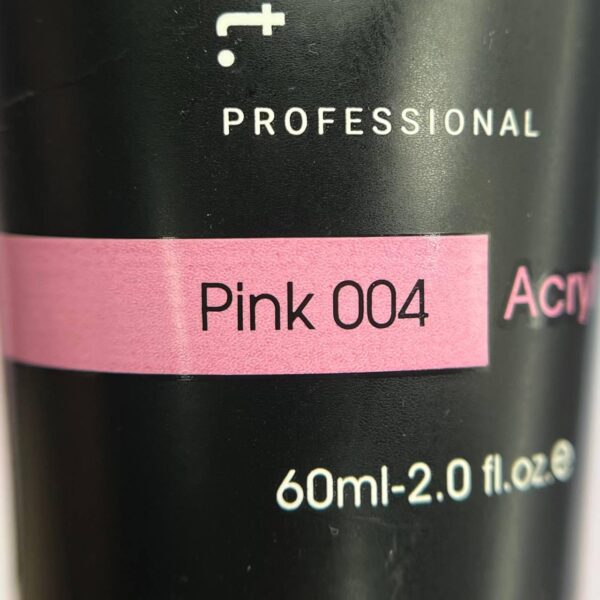 t.
PROFESSIONAL
Pink 004
60ml-2.0 fl.oz.℮